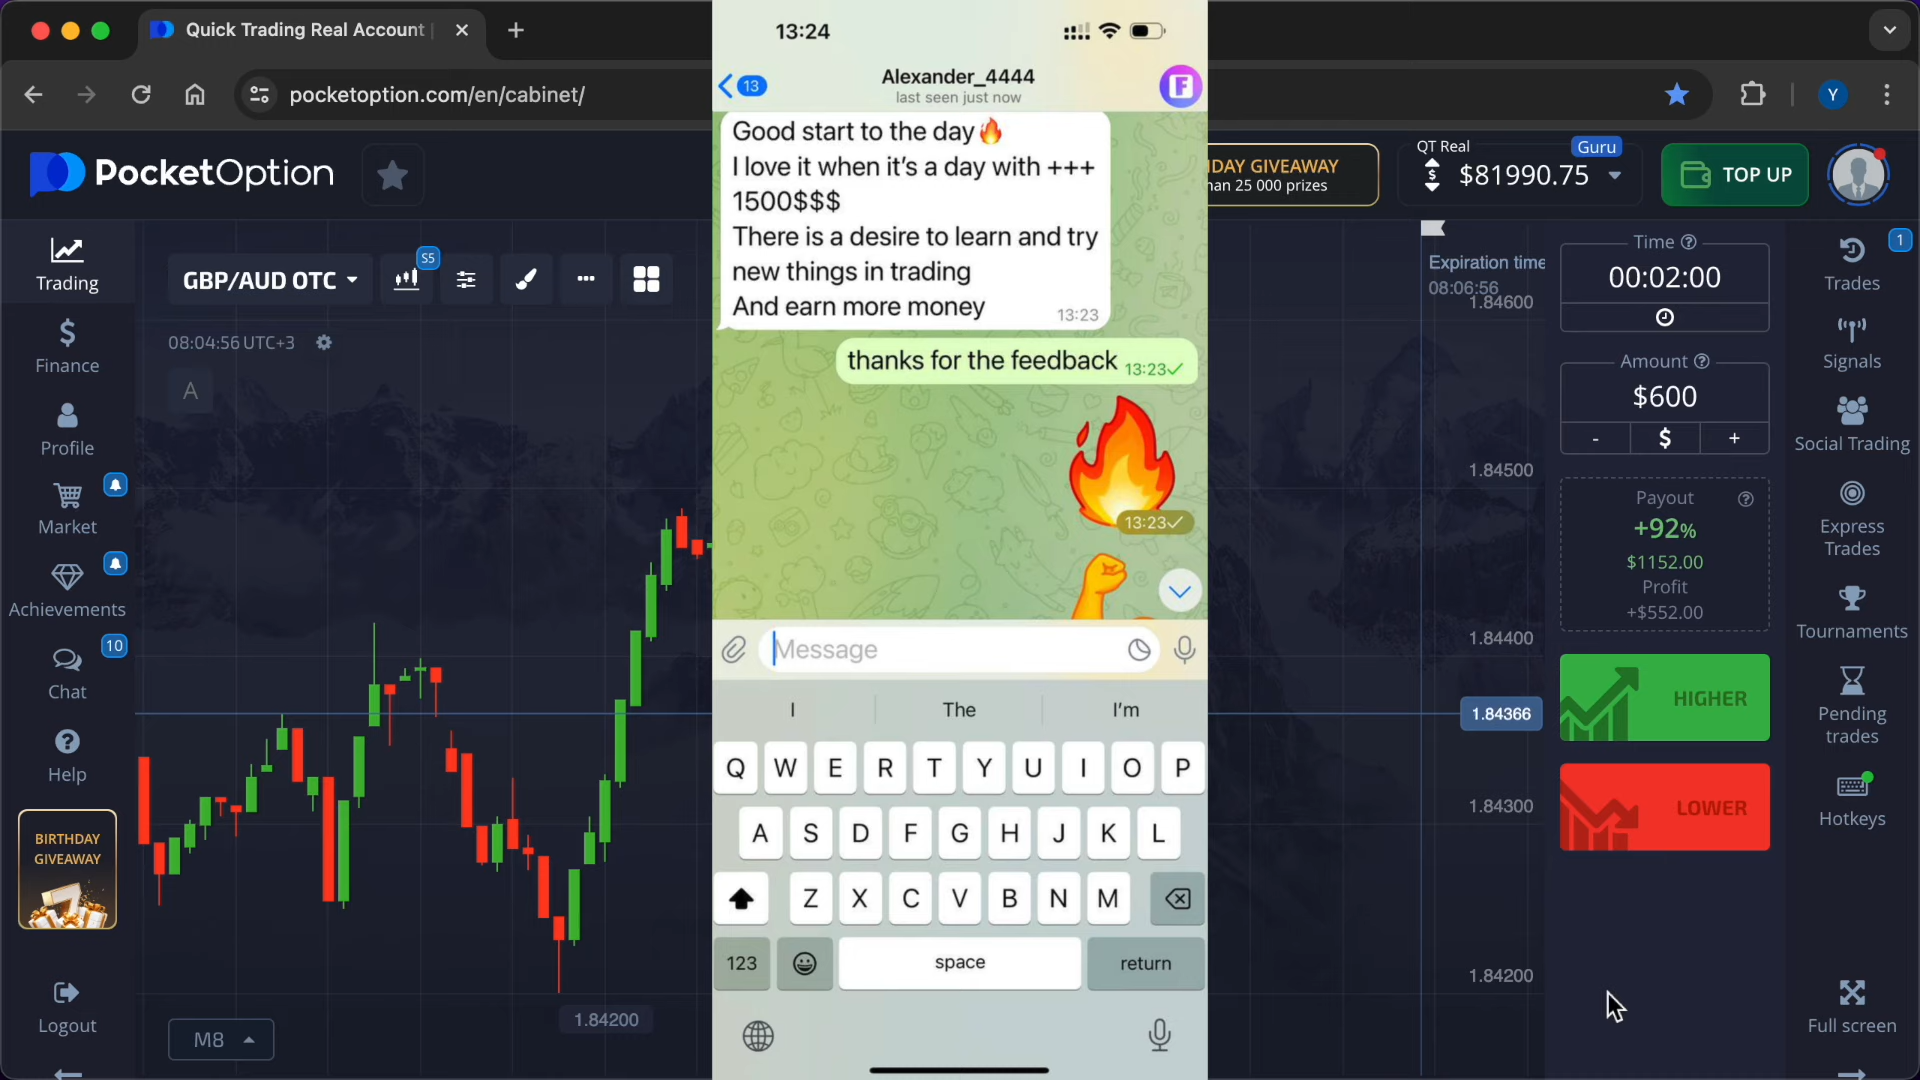 Quick Trading Real Account
pocketoption.com/en/cabinet/
Y
PocketOption
DAY GIVEAWAY
han 25 000 prizes
QT Real
Guru
$81990.75
TOP UP
Trading
Finance
Profile
Market
Achievements
10
Chat
Help
BIRTHDAY
GIVEAWAY
Logout
GBP/AUD OTC
S5
08:04:56 UTC+3
A
M8
1.84200
13:24
13
Alexander_4444
last seen just now
F
Good start to the day🔥
I love it when it's a day with +++
1500$$$
There is a desire to learn and try
new things in trading
And earn more money
13:23
thanks for the feedback 13:23
13:23
Message
I The I'm
Q W E R T Y U I O P
A S D F G H J K L
Z X C V B N M
123 space return
Expiration time
08:06:56
1.84600
1.84500
1.84400
1.84366
1.84300
1.84200
Time
00:02:00
Amount
$600
- $ +
Payout
+92%
$1152.00
Profit
+$552.00
HIGHER
LOWER
1
Trades
Signals
Social Trading
Express
Trades
Tournaments
Pending
trades
Hotkeys
Full screen